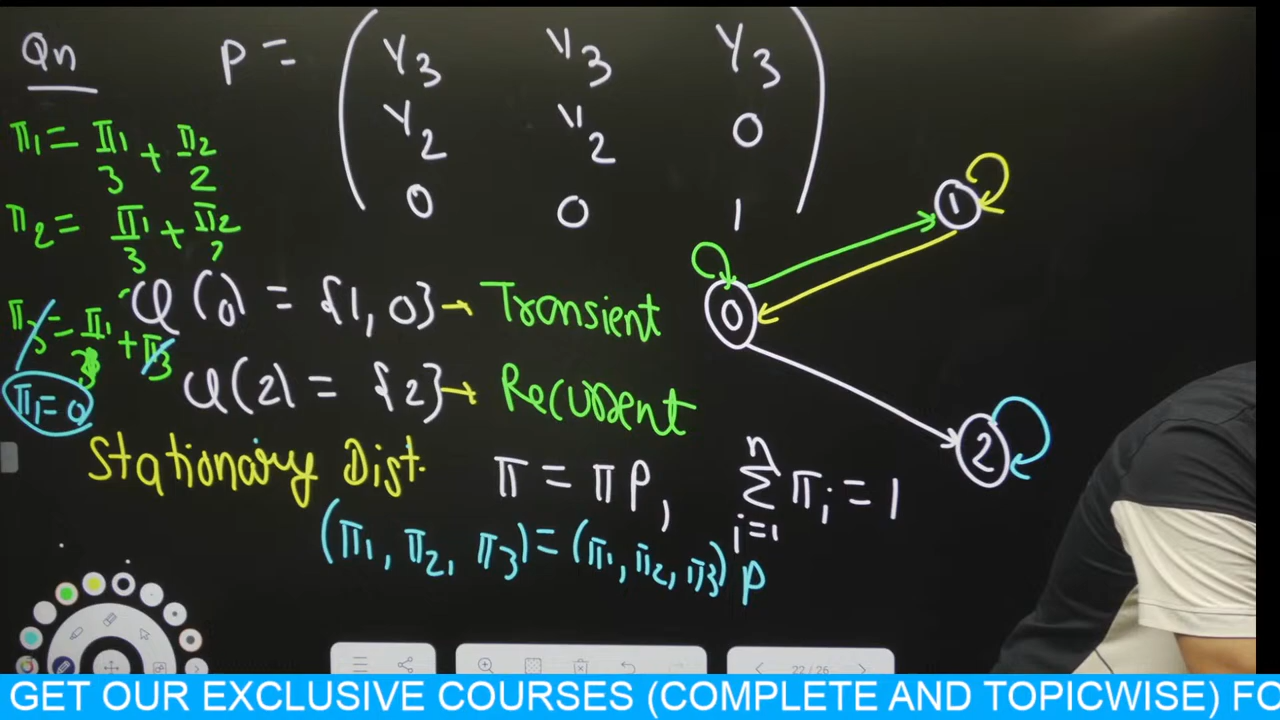 Qn
P = ( 1/3 1/3 1/3
1/2 1/2 0
0 0 1 )
π1 = π1/3 + π2/2
π2 = π1/3 + π2/2
π3 = π1/3 + π3
π1 = 0
φ(0) = {1, 0} → Transient
φ(2) = {2} → Recurrent
0
1
2
Stationary Dist.
π = πP, n∑i=1 πi = 1
(π1, π2, π3) = (π1, π2, π3) P
22/26
GET OUR EXCLUSIVE COURSES (COMPLETE AND TOPICWISE) FO